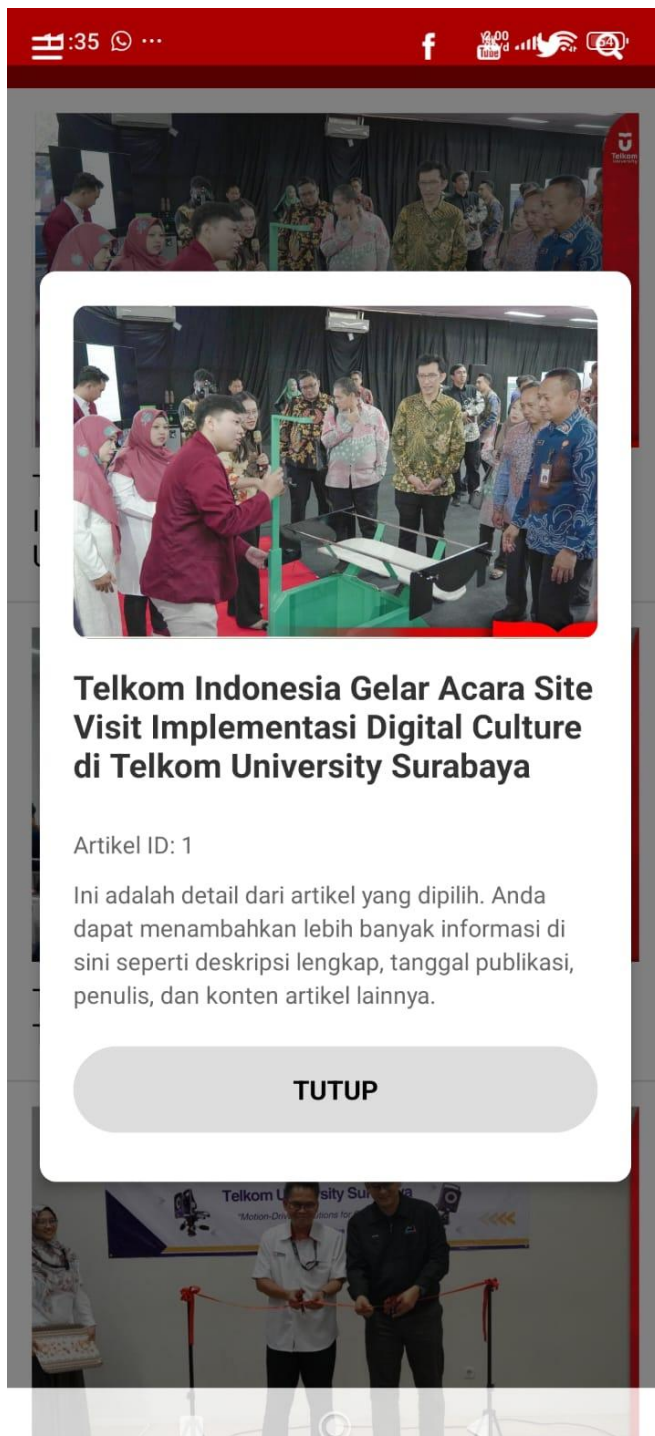 :35
54
Telkom
University
Telkom Indonesia Gelar Acara Site
Visit Implementasi Digital Culture
di Telkom University Surabaya
Artikel ID: 1
Ini adalah detail dari artikel yang dipilih. Anda
dapat menambahkan lebih banyak informasi di
sini seperti deskripsi lengkap, tanggal publikasi,
penulis, dan konten artikel lainnya.
TUTUP
Telkom U